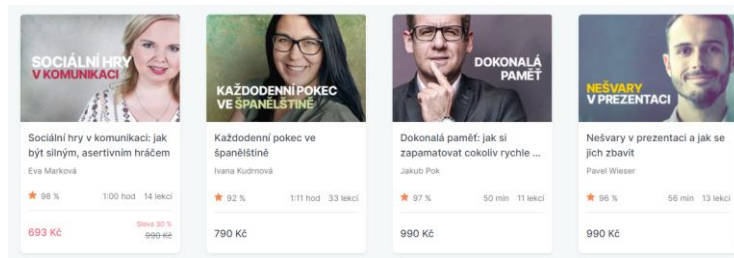 SOCIÁLNÍ HRY
V KOMUNIKACI
Sociální hry v komunikaci: jak
být silným, asertivním hráčem
Eva Marková
98 % 1:00 hod 14 lekcí
Sleva 30 %
693 Kč 990 Kč
KAŽDODENNÍ POKEC
VE ŠPANĚLŠTINĚ
Každodenní pokec ve
španělštině
Ivana Kudrnová
92 % 1:11 hod 33 lekcí
790 Kč
DOKONALÁ
PAMĚŤ
Dokonalá paměť: jak si
zapamatovat cokoliv rychle ...
Jakub Pok
97 % 50 min 11 lekcí
990 Kč
NEŠVARY
V PREZENTACI
Nešvary v prezentaci a jak se
jich zbavit
Pavel Wieser
96 % 56 min 13 lekcí
990 Kč